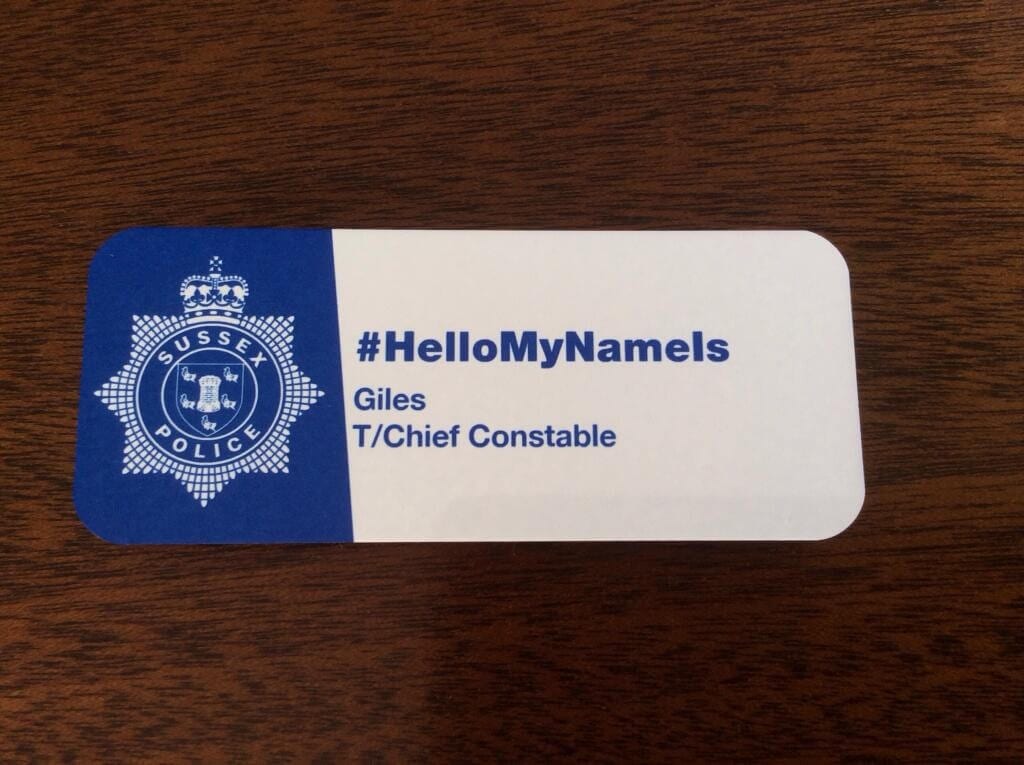 SUSSEX
POLICE
#HelloMyNameIs
Giles
T/Chief Constable